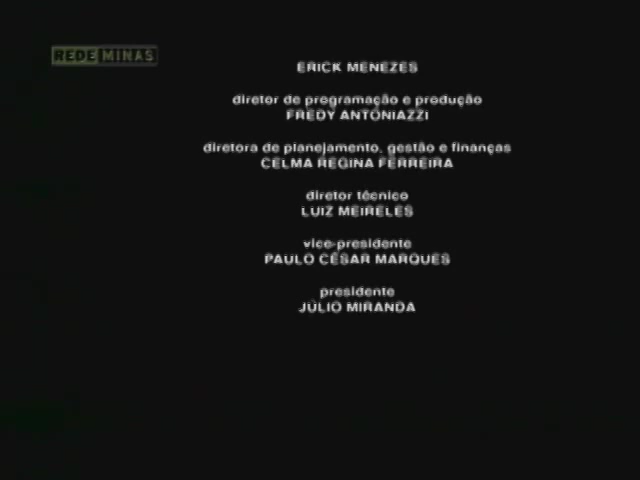 REDE MINAS
ERICK MENEZES
diretor de programação e produção
FREDY ANTONIAZZI
diretora de planejamento, gestão e finanças
CELMA REGINA FERREIRA
diretor técnico
LUIZ MEIRELES
vice-presidente
PAULO CÉSAR MARQUES
presidente
JÚLIO MIRANDA